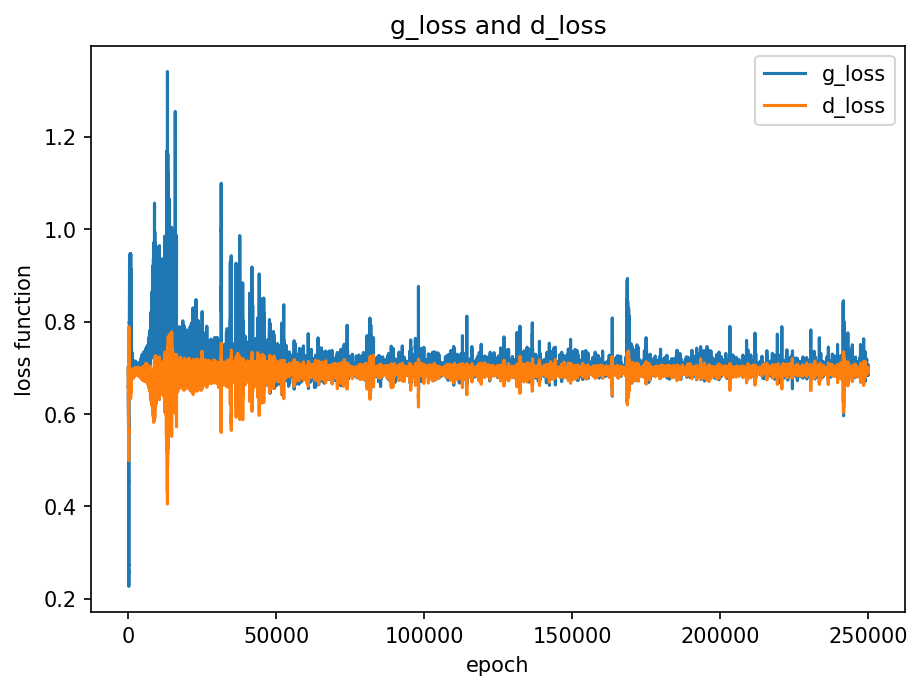 g_loss and d_loss
g_loss
d_loss
1.2
1.0
0.8
0.6
0.4
0.2
loss function
0 50000 100000 150000 200000 250000
epoch